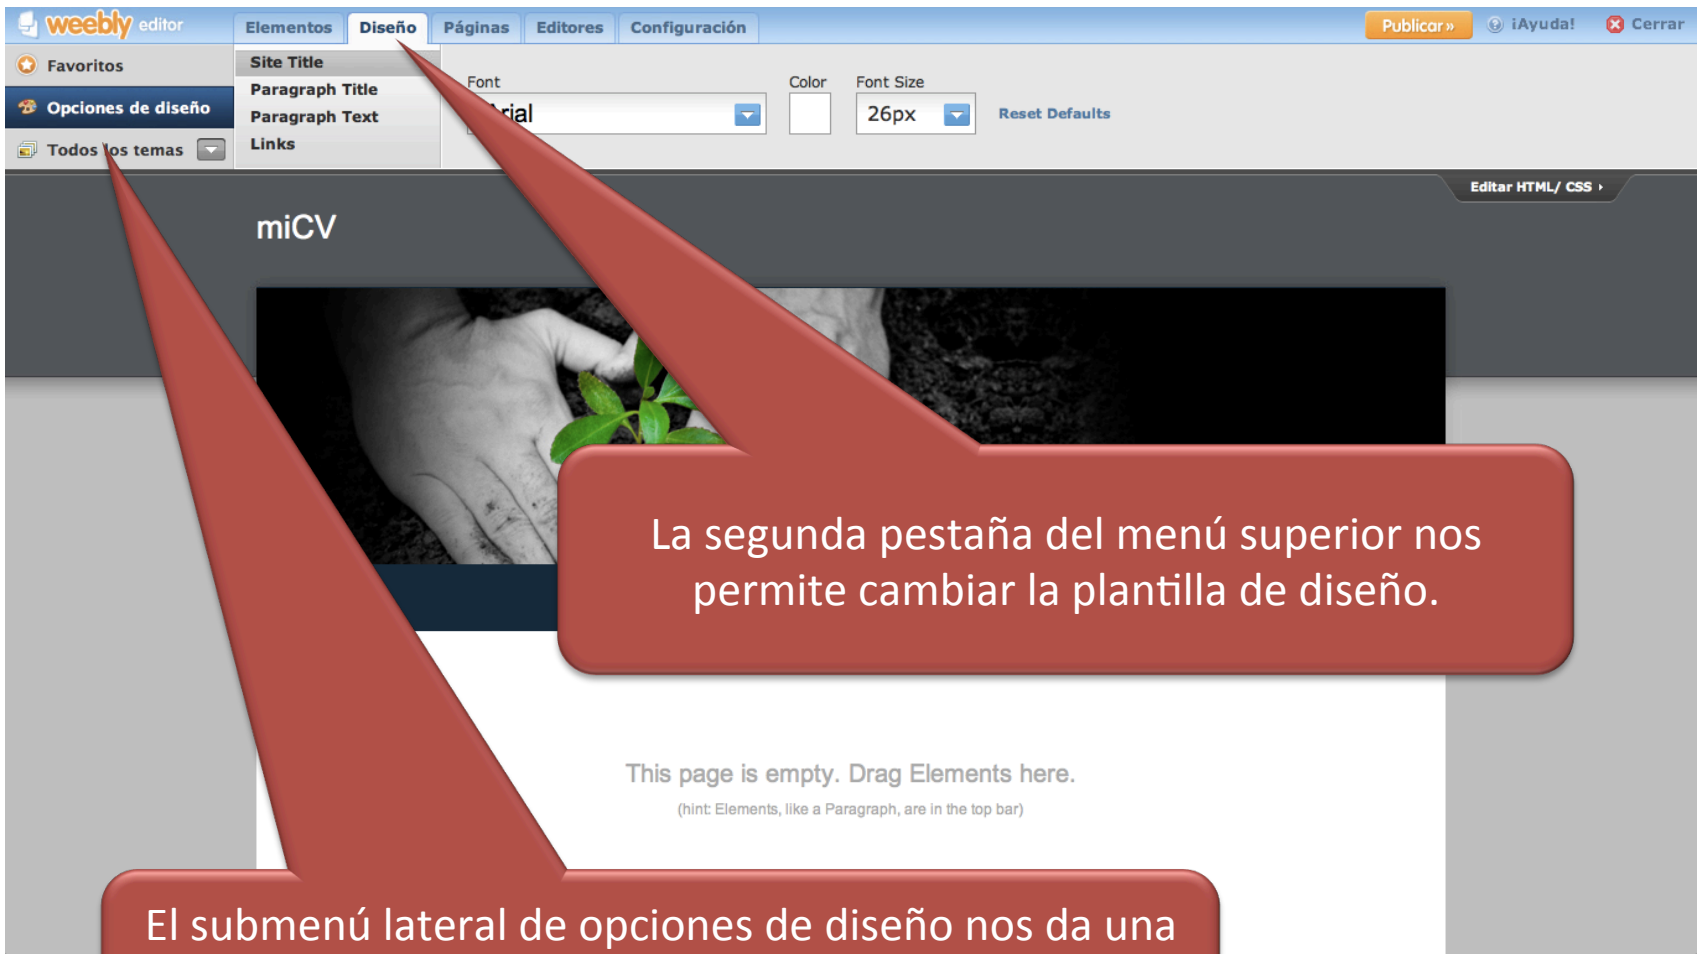 weebly editor
Elementos Diseño Páginas Editores Configuración
Publicar » ¡Ayuda! Cerrar
Favoritos
Opciones de diseño
Todos los temas
Site Title
Paragraph Title
Paragraph Text
Links
Font Color Font Size
Arial 26px Reset Defaults
Editar HTML/ CSS ›
miCV
La segunda pestaña del menú superior nos
permite cambiar la plantilla de diseño.
This page is empty. Drag Elements here.
(hint: Elements, like a Paragraph, are in the top bar)
El submenú lateral de opciones de diseño nos da una